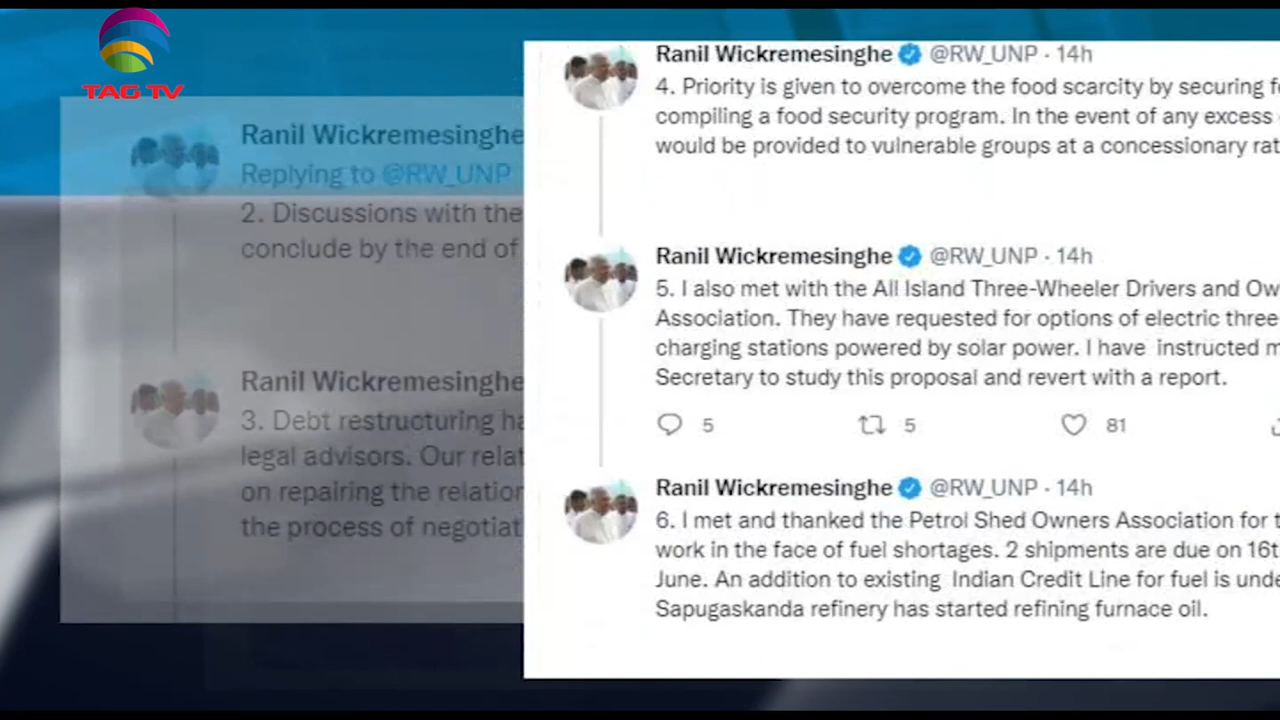 TAG TV
Ranil Wickremesinghe
Replying to @RW_UNP
2. Discussions with the
conclude by the end of
Ranil Wickremesinghe
3. Debt restructuring ha
legal advisors. Our relat
on repairing the relation
the process of negotiat
Ranil Wickremesinghe @RW_UNP · 14h
4. Priority is given to overcome the food scarcity by securing f
compiling a food security program. In the event of any excess
would be provided to vulnerable groups at a concessionary rat
Ranil Wickremesinghe @RW_UNP · 14h
5. I also met with the All Island Three-Wheeler Drivers and Ow
Association. They have requested for options of electric three-
charging stations powered by solar power. I have instructed m
Secretary to study this proposal and revert with a report.
5 5 81
Ranil Wickremesinghe @RW_UNP · 14h
6. I met and thanked the Petrol Shed Owners Association for t
work in the face of fuel shortages. 2 shipments are due on 16t
June. An addition to existing Indian Credit Line for fuel is unde
Sapugaskanda refinery has started refining furnace oil.